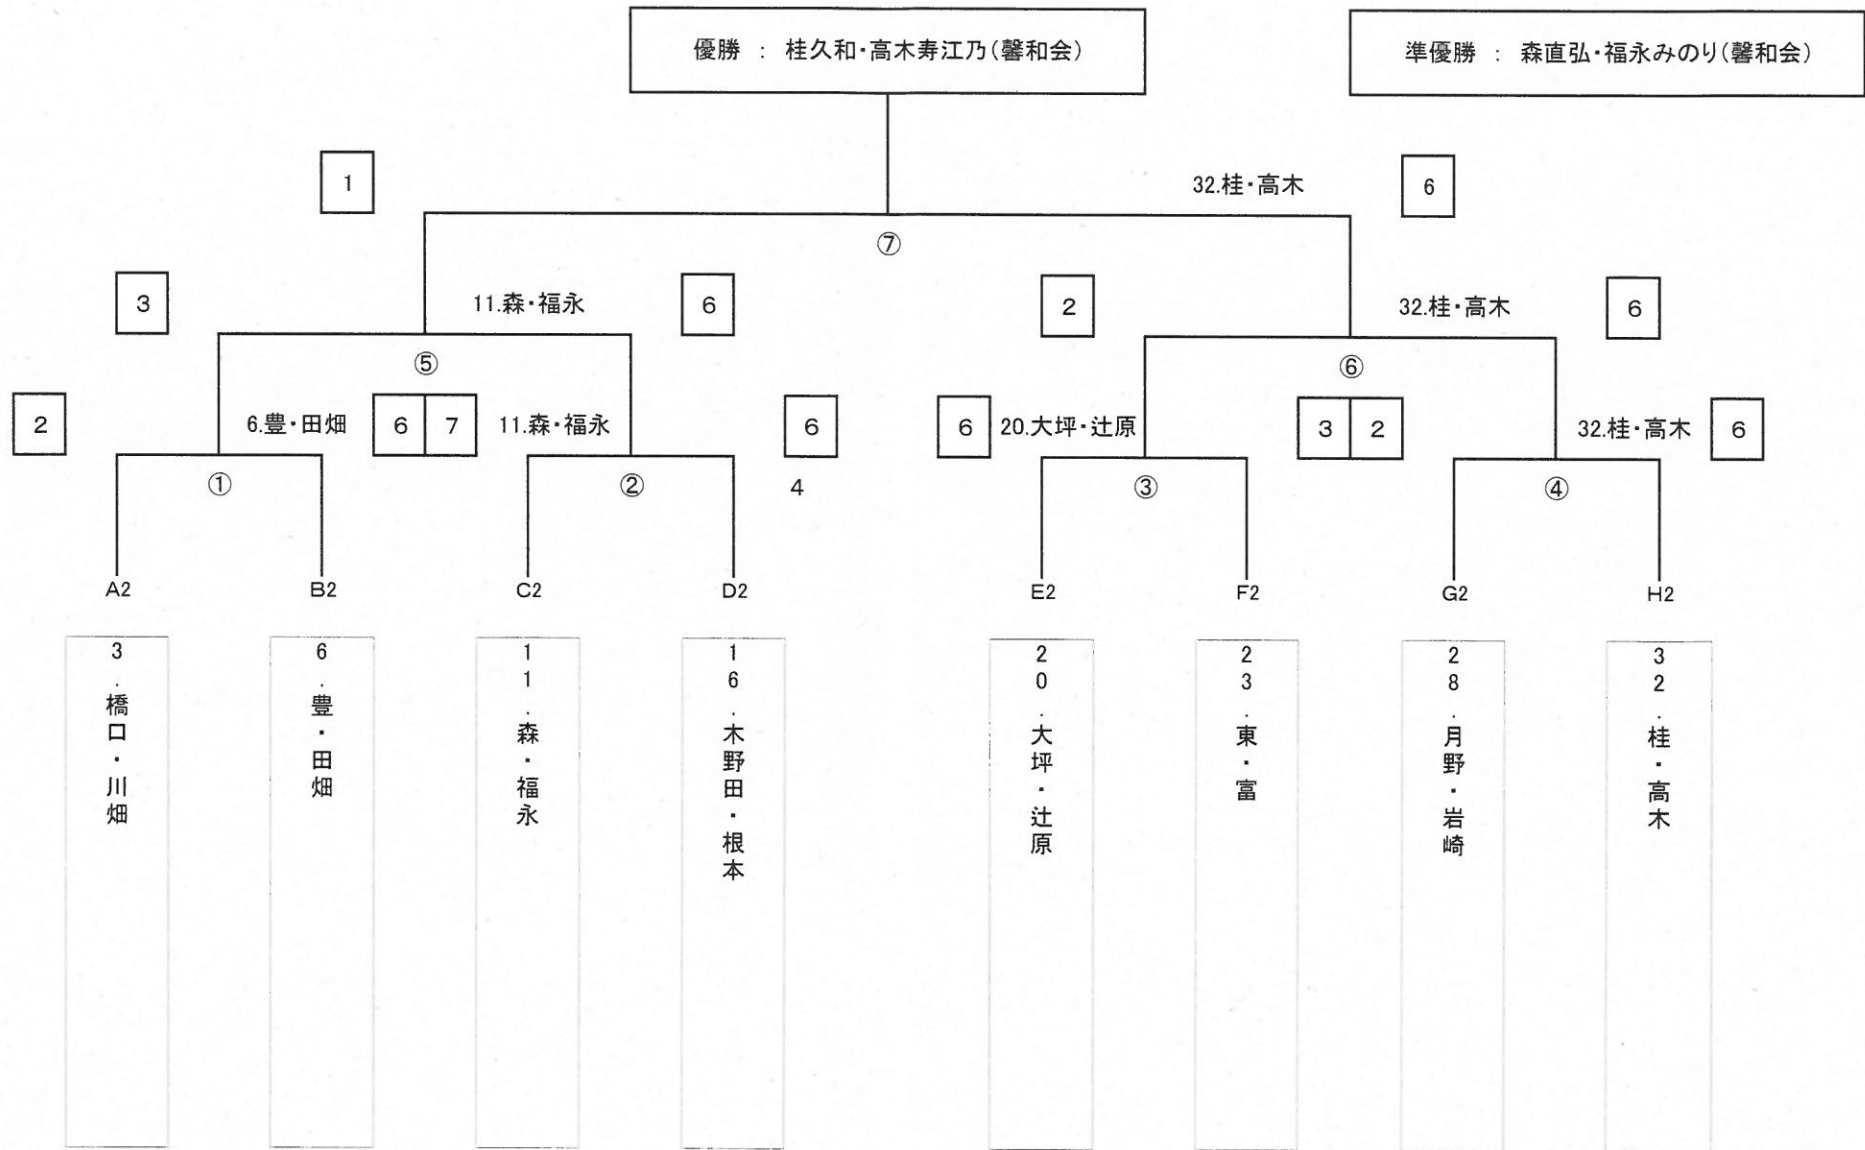 優勝 : 桂久和・高木寿江乃(馨和会)
準優勝 : 森直弘・福永みのり(馨和会)
1
32.桂・高木
6
⑦
3
11.森・福永
6
2
32.桂・高木
6
⑤
⑥
2
6.豊・田畑
6
7
11.森・福永
6
6
20.大坪・辻原
3
2
32.桂・高木
6
①
②
4
③
④
A2
B2
C2
D2
E2
F2
G2
H2
3.橋口・川畑
6.豊・田畑
11.森・福永
16.木野田・根本
20.大坪・辻原
23.東・富
28.月野・岩崎
32.桂・高木